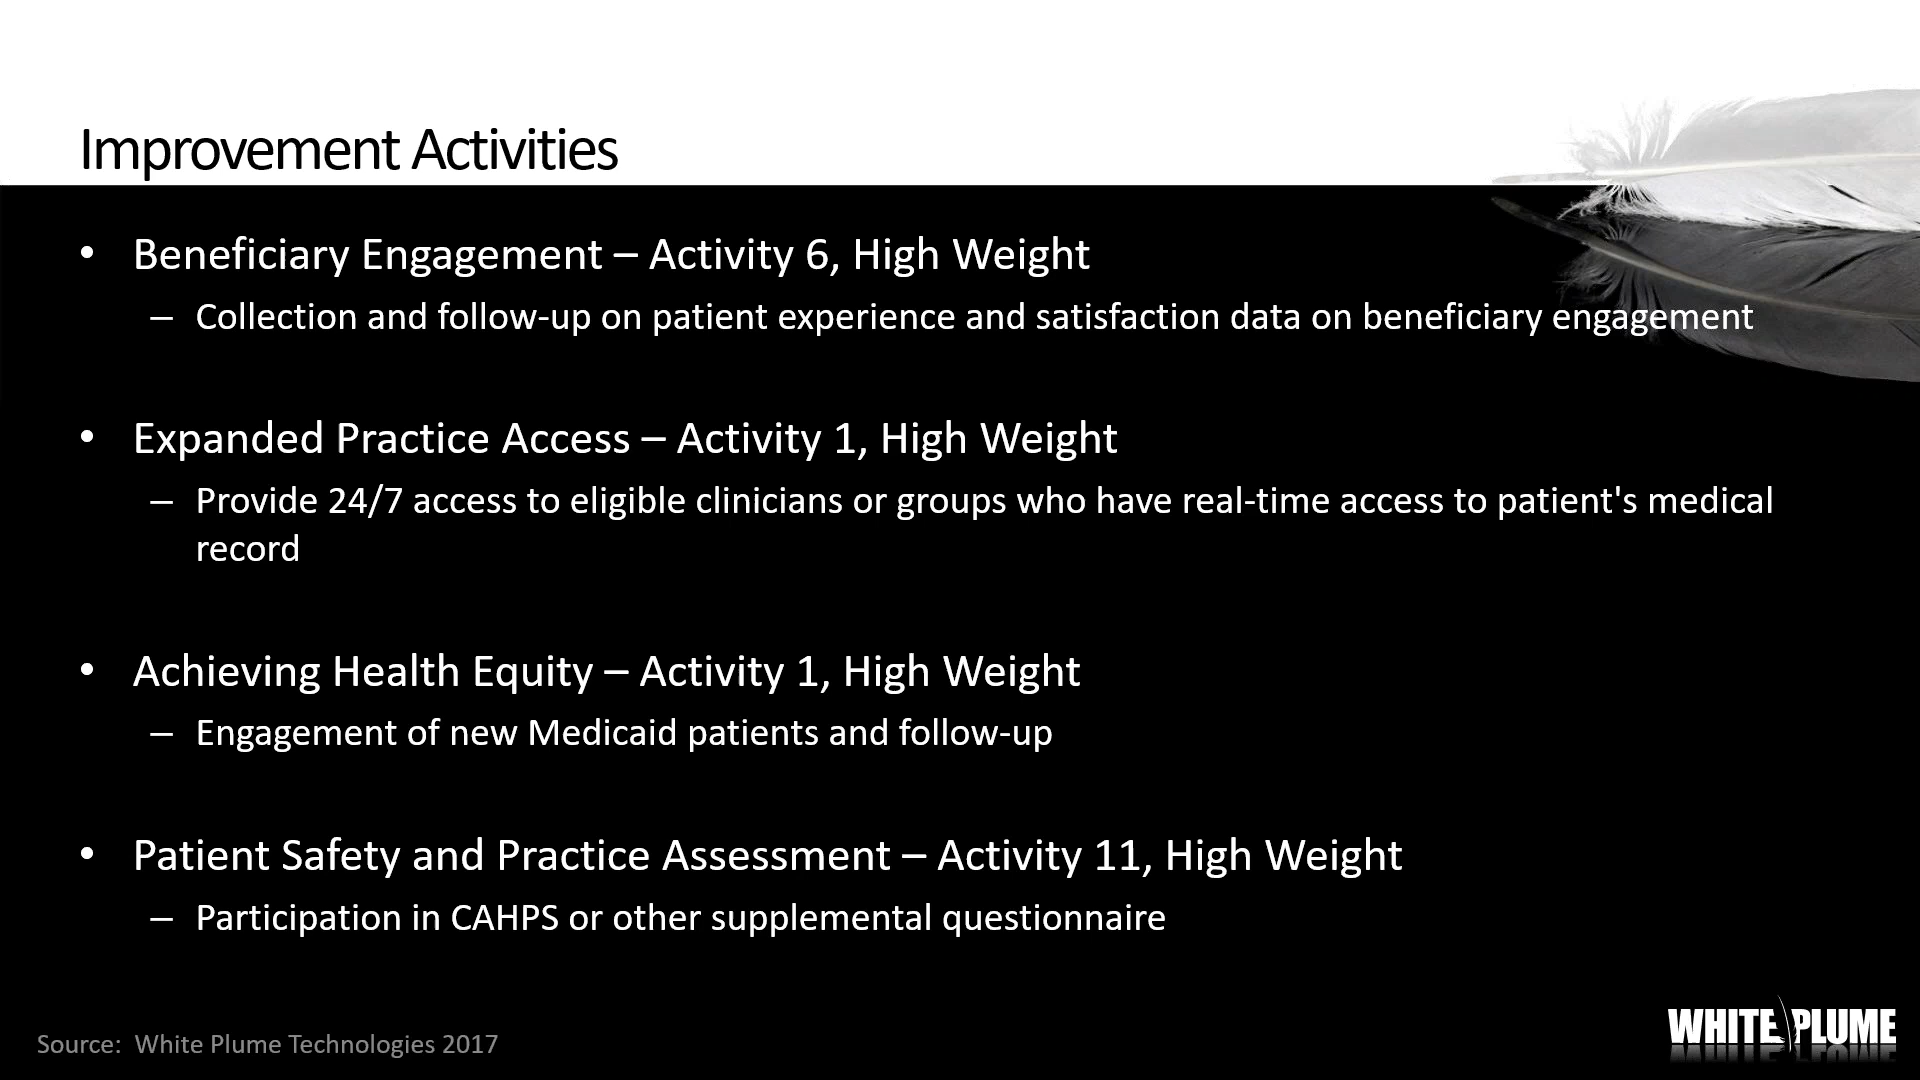 Improvement Activities
• Beneficiary Engagement – Activity 6, High Weight
– Collection and follow-up on patient experience and satisfaction data on beneficiary engagement
• Expanded Practice Access – Activity 1, High Weight
– Provide 24/7 access to eligible clinicians or groups who have real-time access to patient's medical
record
• Achieving Health Equity – Activity 1, High Weight
– Engagement of new Medicaid patients and follow-up
• Patient Safety and Practice Assessment – Activity 11, High Weight
– Participation in CAHPS or other supplemental questionnaire
Source: White Plume Technologies 2017
WHITE PLUME